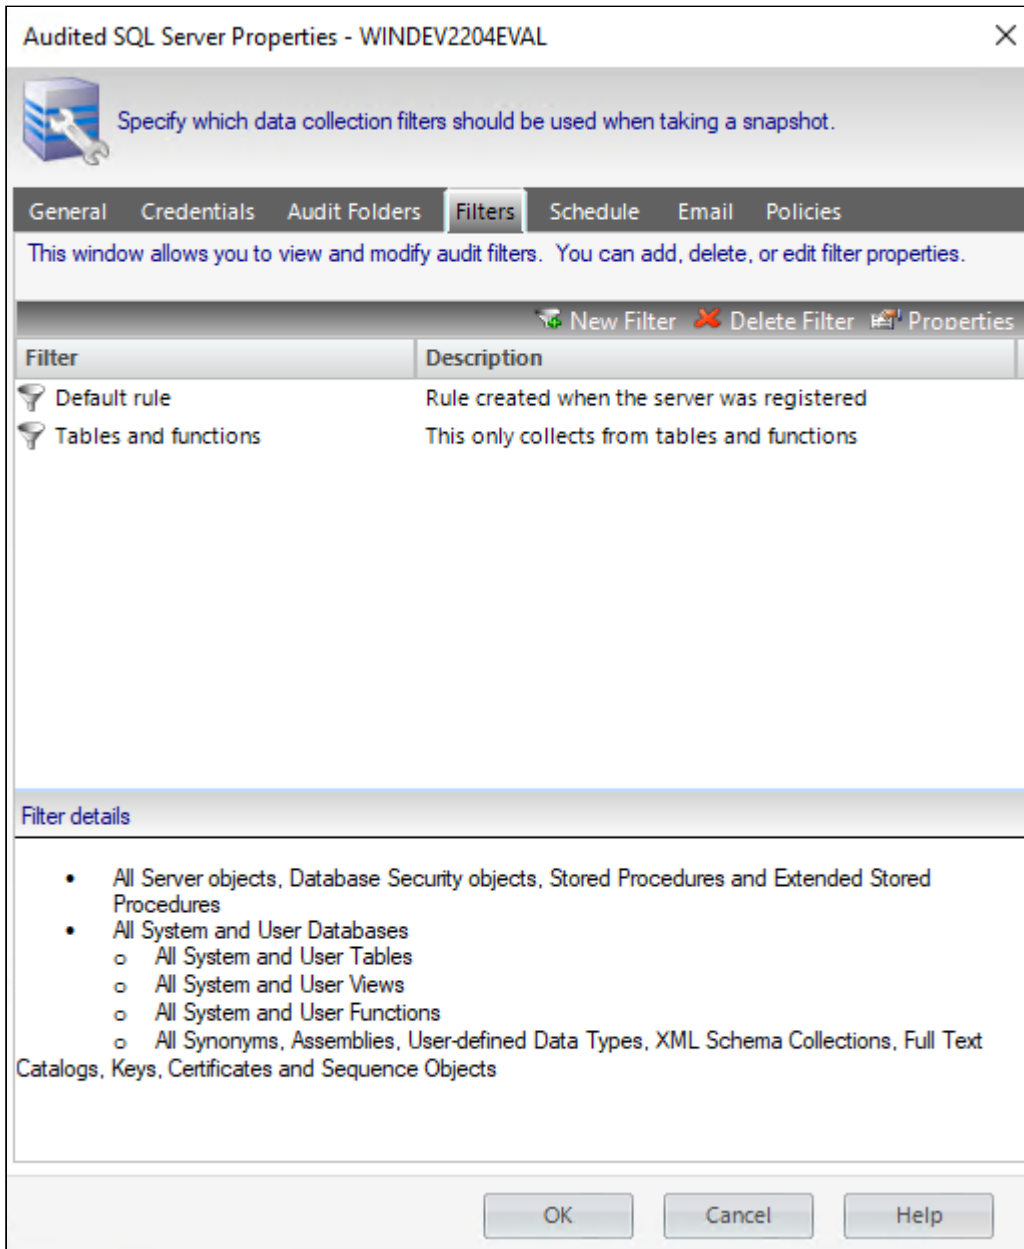 Audited SQL Server Properties - WINDEV2204EVAL
Specify which data collection filters should be used when taking a snapshot.
General Credentials Audit Folders Filters Schedule Email Policies
This window allows you to view and modify audit filters. You can add, delete, or edit filter properties.
New Filter Delete Filter Properties
Filter Description
Default rule Rule created when the server was registered
Tables and functions This only collects from tables and functions
Filter details
• All Server objects, Database Security objects, Stored Procedures and Extended Stored
Procedures
• All System and User Databases
o All System and User Tables
o All System and User Views
o All System and User Functions
o All Synonyms, Assemblies, User-defined Data Types, XML Schema Collections, Full Text
Catalogs, Keys, Certificates and Sequence Objects
OK Cancel Help